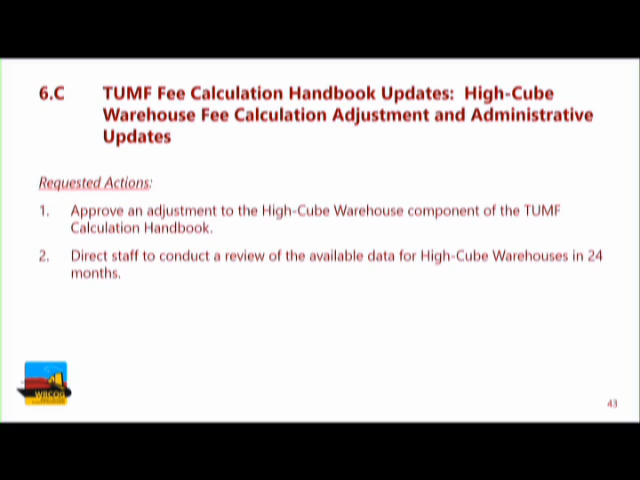 6.C TUMF Fee Calculation Handbook Updates: High-Cube
Warehouse Fee Calculation Adjustment and Administrative
Updates
Requested Actions:
1. Approve an adjustment to the High-Cube Warehouse component of the TUMF
Calculation Handbook.
2. Direct staff to conduct a review of the available data for High-Cube Warehouses in 24
months.
WRCOG
43